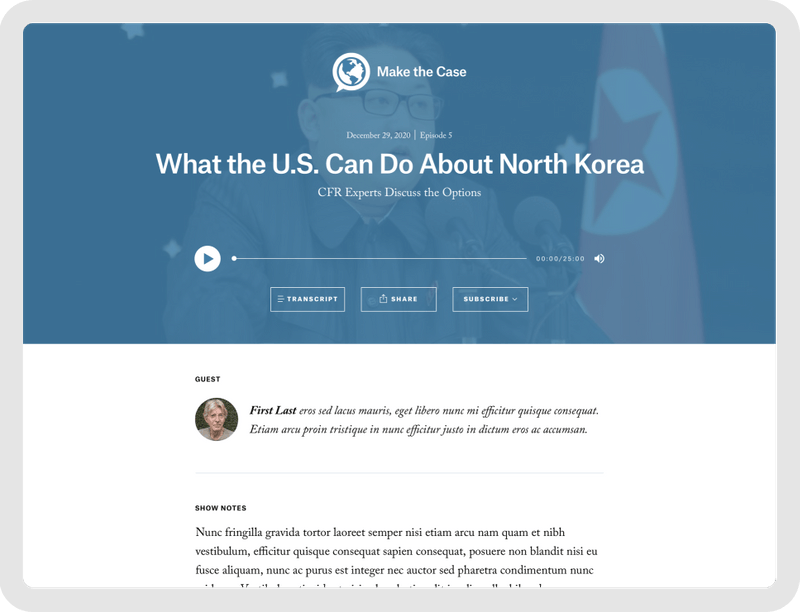 Make the Case
December 29, 2020 | Episode 5
What the U.S. Can Do About North Korea
CFR Experts Discuss the Options
00:00/25:00
TRANSCRIPT
SHARE
SUBSCRIBE
GUEST
First Last eros sed lacus mauris, eget libero nunc mi efficitur quisque consequat.
Etiam arcu proin tristique in nunc efficitur justo in dictum eros ac accumsan.
SHOW NOTES
Nunc fringilla gravida tortor laoreet semper nisi etiam arcu nam quam et nibh
vestibulum, efficitur quisque consequat sapien consequat, posuere non blandit nisi eu
fusce aliquam, nunc ac purus est integer nec auctor sed pharetra condimentum nunc